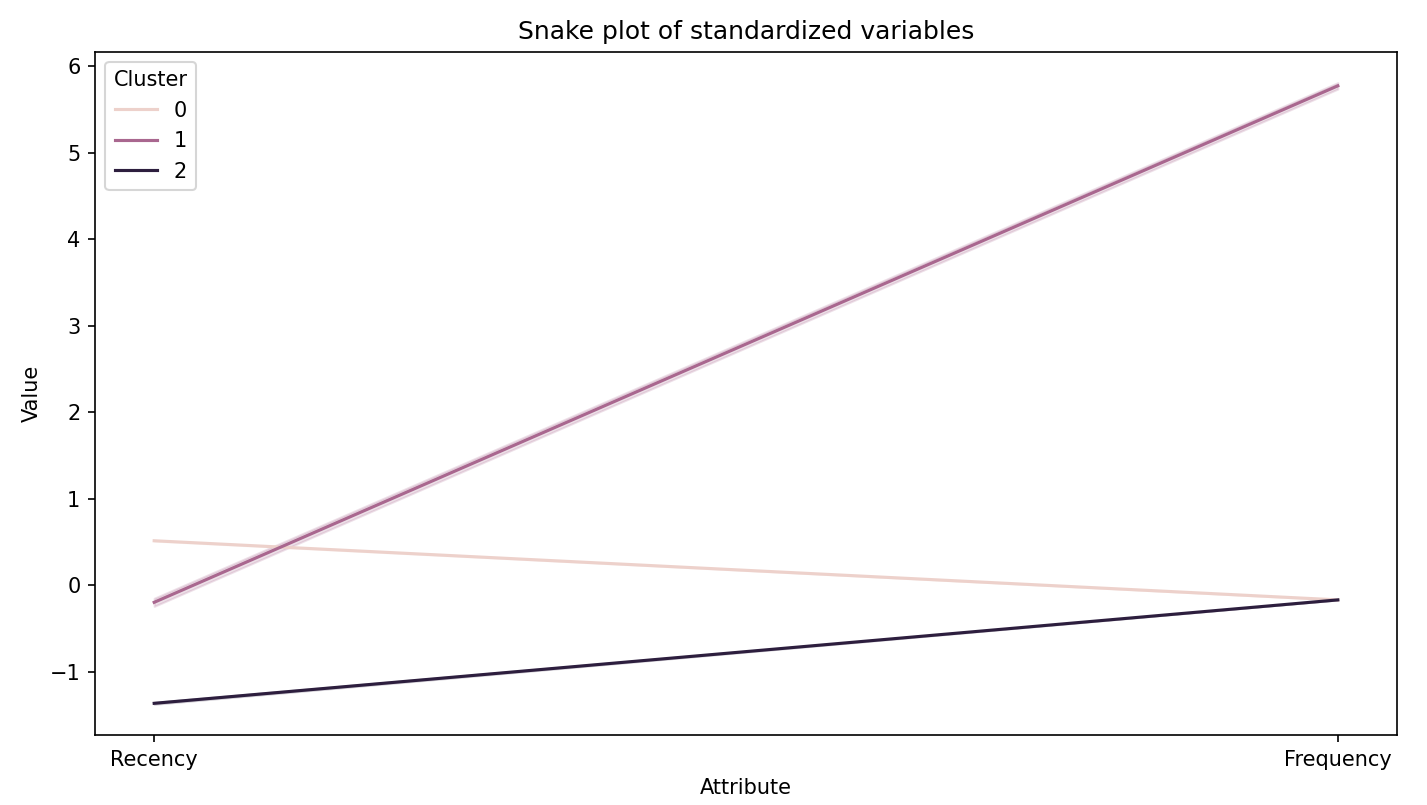 Snake plot of standardized variables
Cluster
0
1
2
6
5
4
3
2
1
0
−1
Value
Recency
Frequency
Attribute